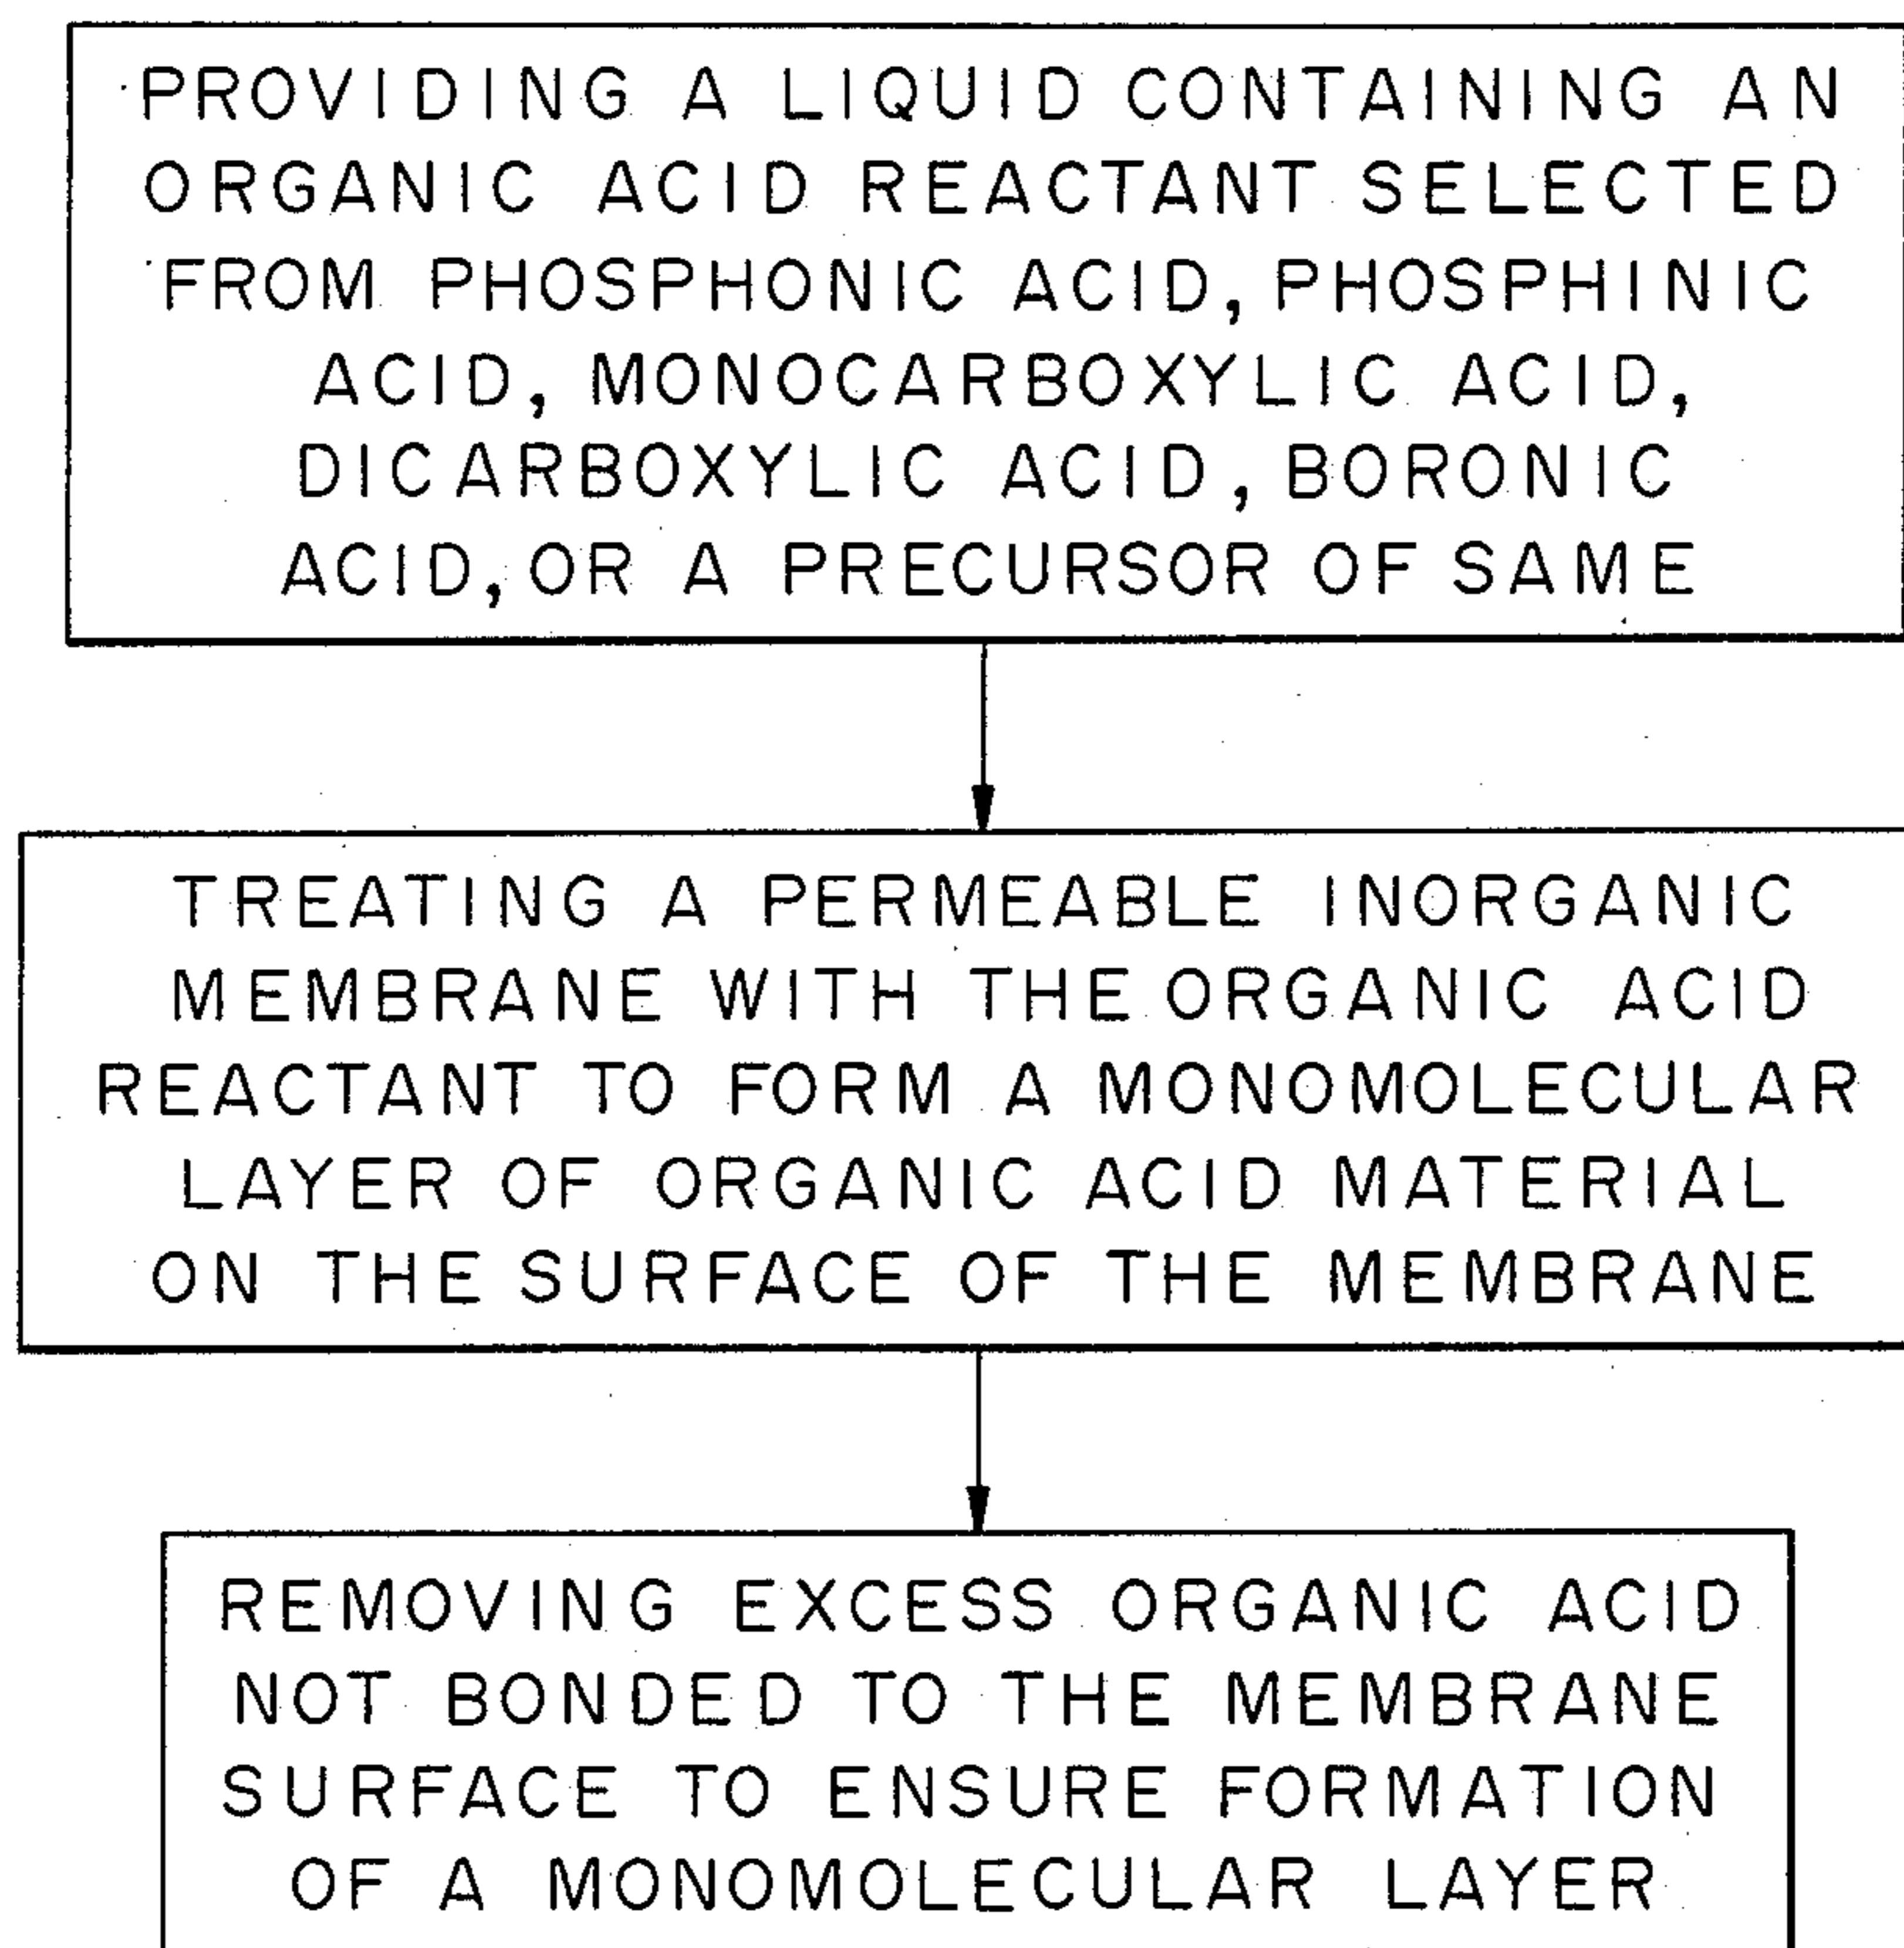 PROVIDING A LIQUID CONTAINING AN
ORGANIC ACID REACTANT SELECTED
FROM PHOSPHONIC ACID, PHOSPHINIC
ACID, MONOCARBOXYLIC ACID,
DICARBOXYLIC ACID, BORONIC
ACID, OR A PRECURSOR OF SAME
TREATING A PERMEABLE INORGANIC
MEMBRANE WITH THE ORGANIC ACID
REACTANT TO FORM A MONOMOLECULAR
LAYER OF ORGANIC ACID MATERIAL
ON THE SURFACE OF THE MEMBRANE
REMOVING EXCESS ORGANIC ACID
NOT BONDED TO THE MEMBRANE
SURFACE TO ENSURE FORMATION
OF A MONOMOLECULAR LAYER